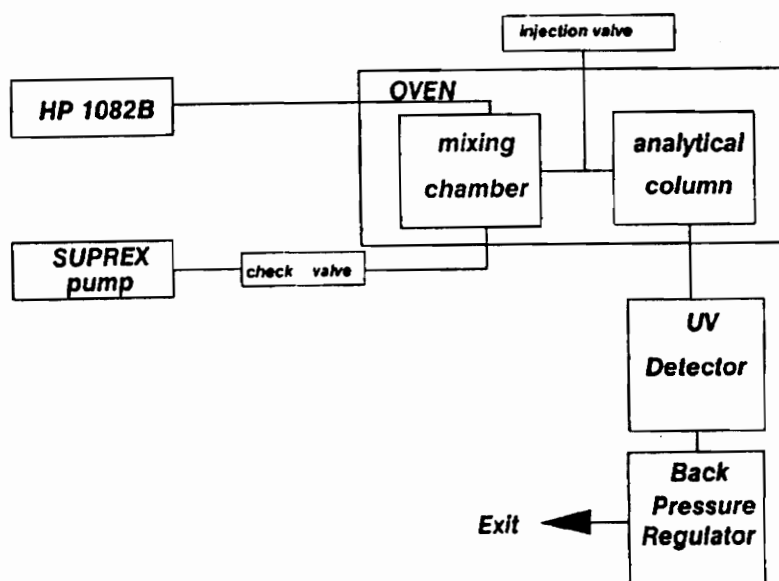 injection valve
HP 1082B
OVEN
mixing
chamber
analytical
column
SUPREX
pump
check valve
UV
Detector
Back
Pressure
Regulator
Exit